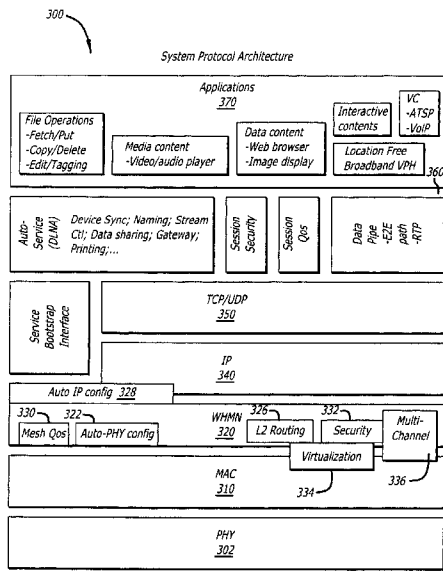 300
System Protocol Architecture
Applications
370
File Operations
-Fetch/Put
-Copy/Delete
-Edit/Tagging
Media content
-Video/audio player
Data content
-Web browser
-Image display
Interactive
contents
VC
-ATSP
-VoIP
Location Free
Broadband VPH
360
Auto-
Service
(DLNA)
Device Sync; Naming; Stream
Ctl; Data sharing; Gateway;
Printing;...
Session
Security
Session
Qos
Data
Pipe
-E2E
path
-RTP
Service
Bootstrap
Interface
TCP/UDP
350
IP
340
Auto IP config 328
WHMN
320
330
Mesh Qos
322
Auto-PHY config
326
L2 Routing
332
Security
Multi-
Channel
336
Virtualization
334
MAC
310
PHY
302